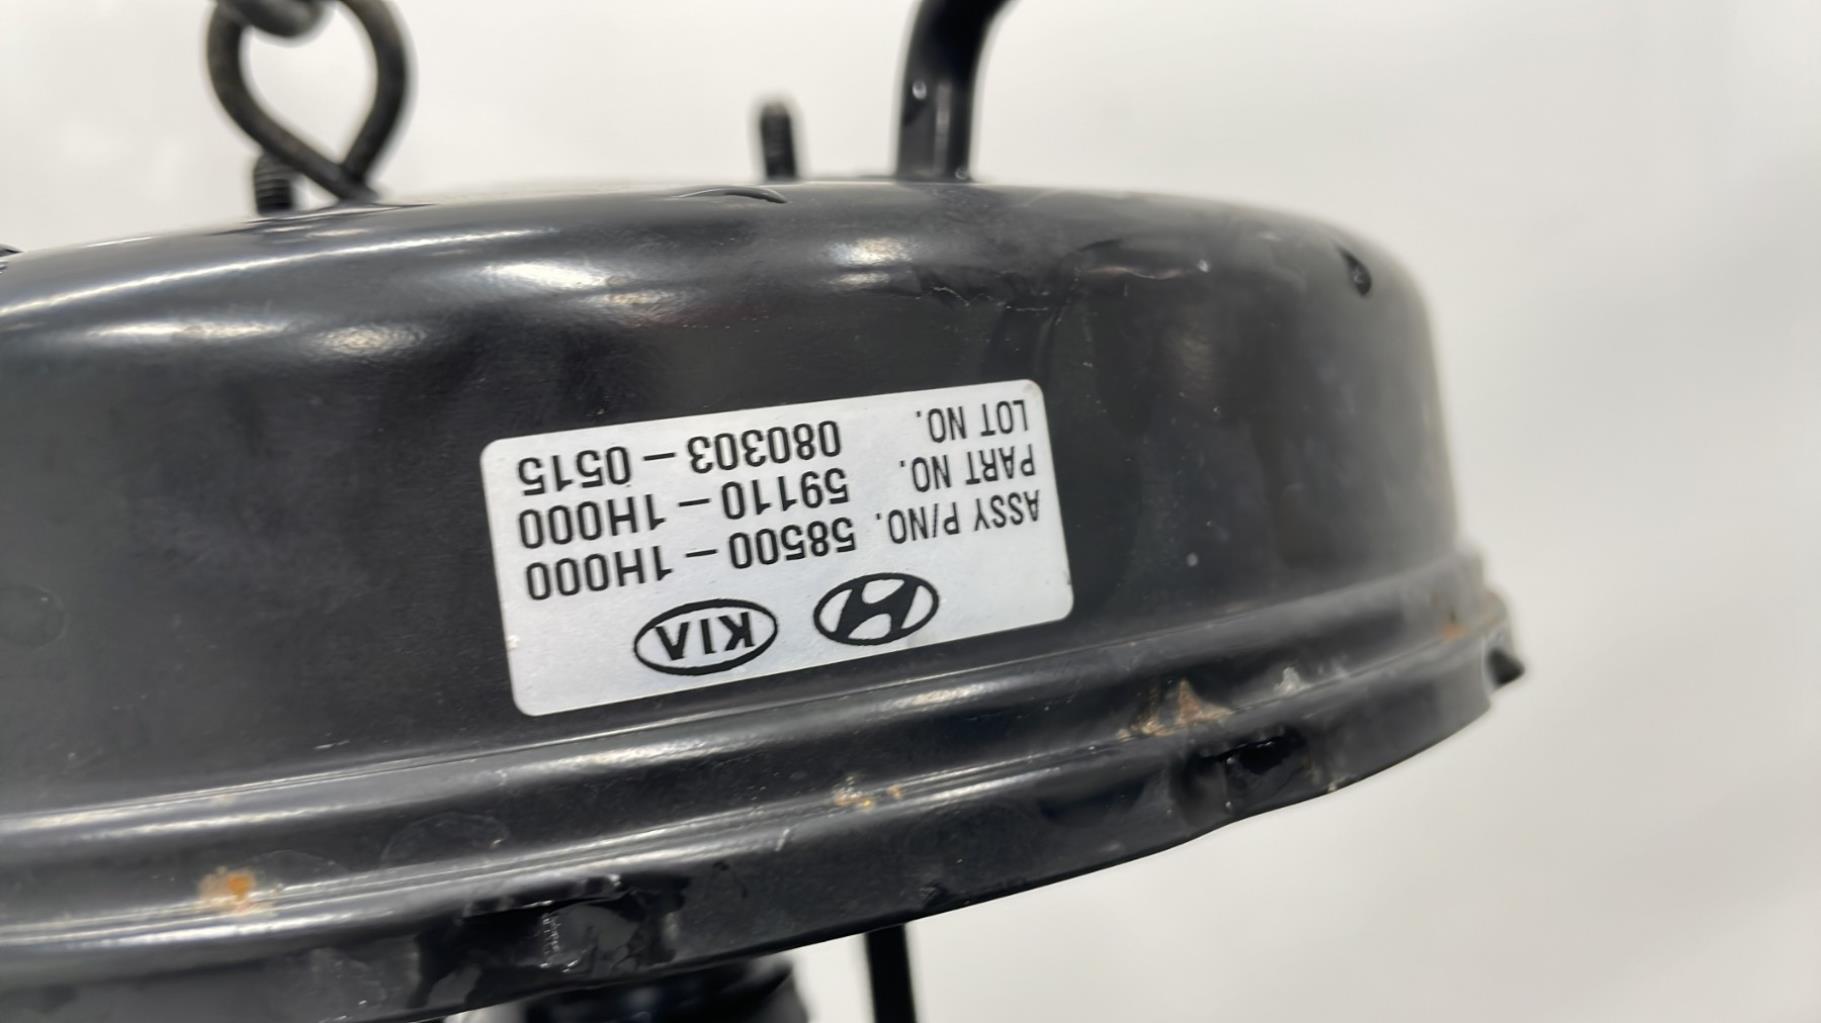 KIA
ASSY P/NO. 58500-1H000
PART NO. 59110-1H000
LOT NO. 080303-0515